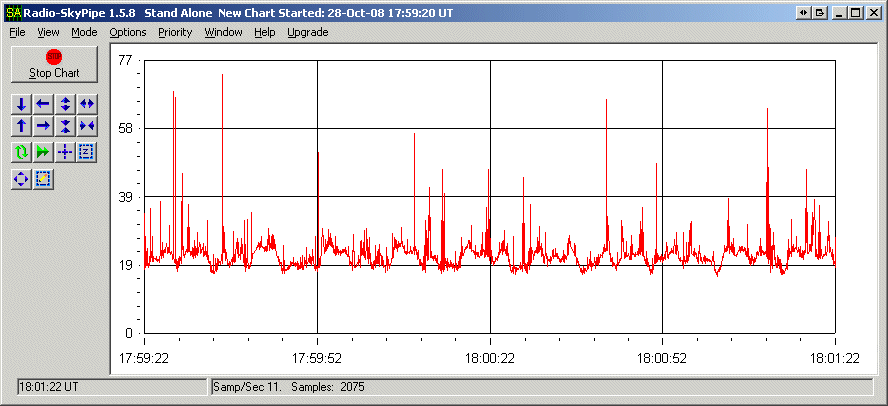 SA Radio-SkyPipe 1.5.8 Stand Alone New Chart Started: 28-Oct-08 17:59:20 UT
File View Mode Options Priority Window Help Upgrade
STOP
Stop Chart
Z
77
58
39
19
0
17:59:22 17:59:52 18:00:22 18:00:52 18:01:22
18:01:22 UT Samp/Sec 11. Samples: 2075